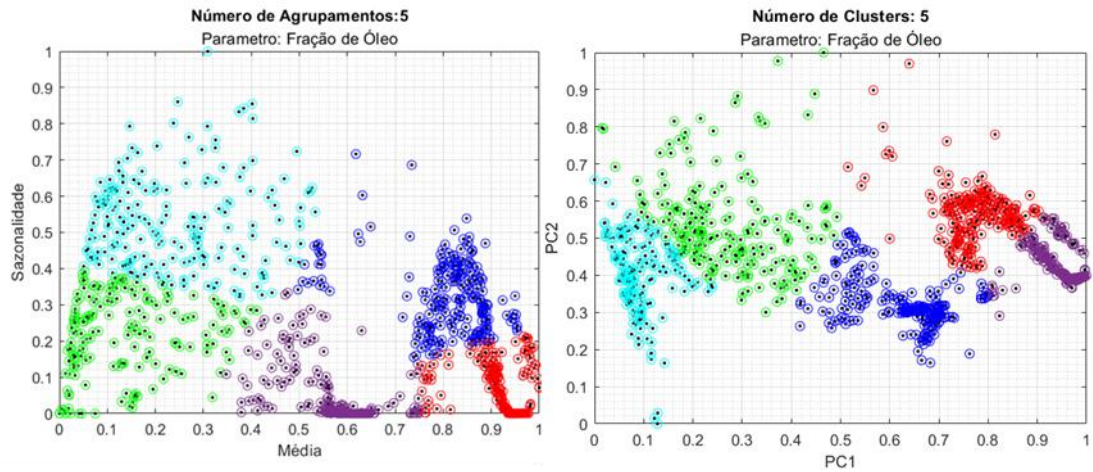 Número de Agrupamentos:5
Parametro: Fração de Óleo
1
0.9
0.8
0.7
0.6
0.5
0.4
0.3
0.2
0.1
0
Sazonalidade
0 0.1 0.2 0.3 0.4 0.5 0.6 0.7 0.8 0.9 1
Média
Número de Clusters: 5
Parametro: Fração de Óleo
1
0.9
0.8
0.7
0.6
0.5
0.4
0.3
0.2
0.1
0
PC2
0 0.1 0.2 0.3 0.4 0.5 0.6 0.7 0.8 0.9 1
PC1